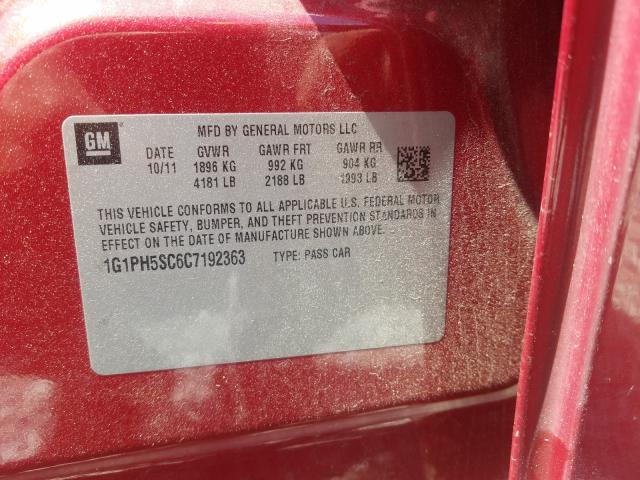 GM
MFD BY GENERAL MOTORS LLC
DATE GVWR GAWR FRT GAWR RR
10/11 1896 KG 992 KG 904 KG
4181 LB 2188 LB 1993 LB
THIS VEHICLE CONFORMS TO ALL APPLICABLE U.S. FEDERAL MOTOR
VEHICLE SAFETY, BUMPER, AND THEFT PREVENTION STANDARDS IN
EFFECT ON THE DATE OF MANUFACTURE SHOWN ABOVE.
1G1PH5SC6C7192363 TYPE: PASS CAR